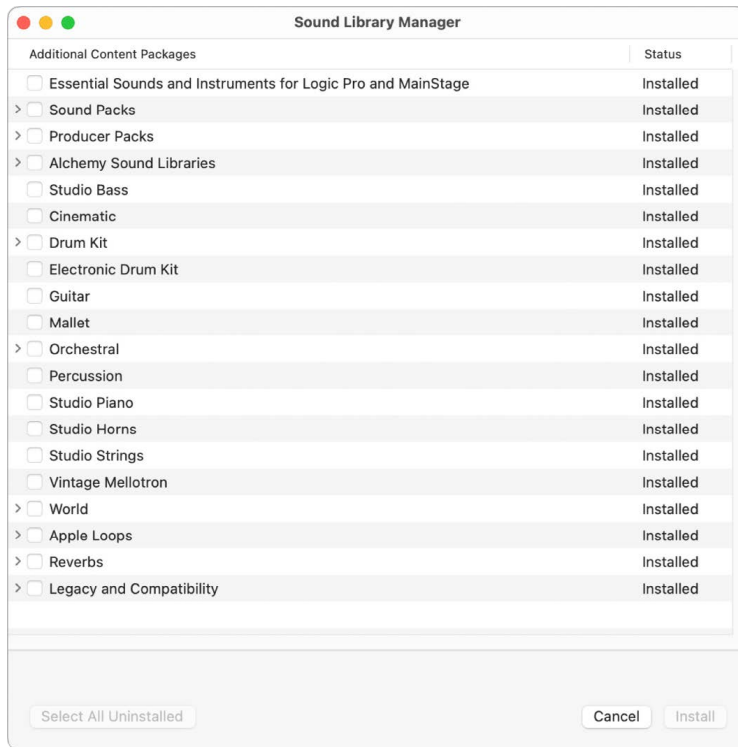 Sound Library Manager
Additional Content Packages Status
Essential Sounds and Instruments for Logic Pro and MainStage Installed
Sound Packs Installed
Producer Packs Installed
Alchemy Sound Libraries Installed
Studio Bass Installed
Cinematic Installed
Drum Kit Installed
Electronic Drum Kit Installed
Guitar Installed
Mallet Installed
Orchestral Installed
Percussion Installed
Studio Piano Installed
Studio Horns Installed
Studio Strings Installed
Vintage Mellotron Installed
World Installed
Apple Loops Installed
Reverbs Installed
Legacy and Compatibility Installed
Select All Uninstalled Cancel Install